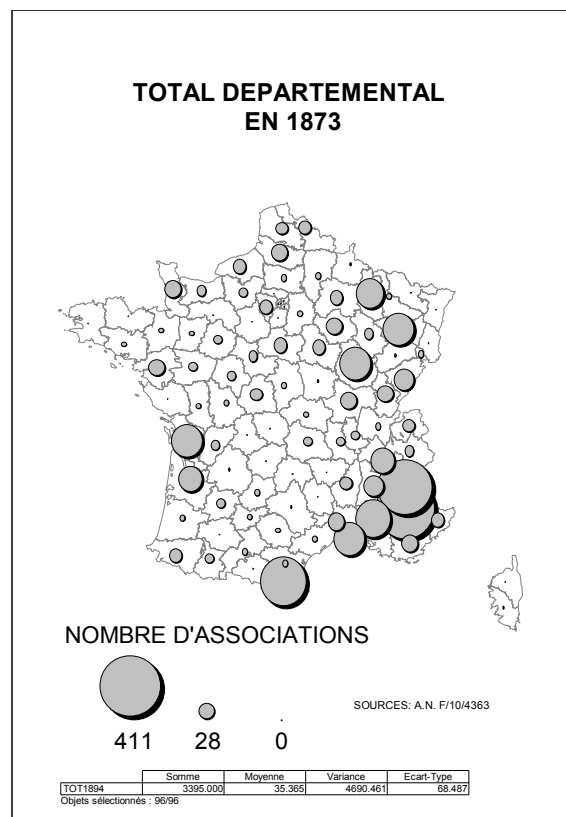 TOTAL DEPARTEMENTAL
EN 1873
NOMBRE D'ASSOCIATIONS
SOURCES: A.N. F/10/4363
411 28 0
Somme Moyenne Variance Ecart-Type
TOT1894 3395.000 35.365 4690.461 68.487
Objets sélectionnés : 96/96